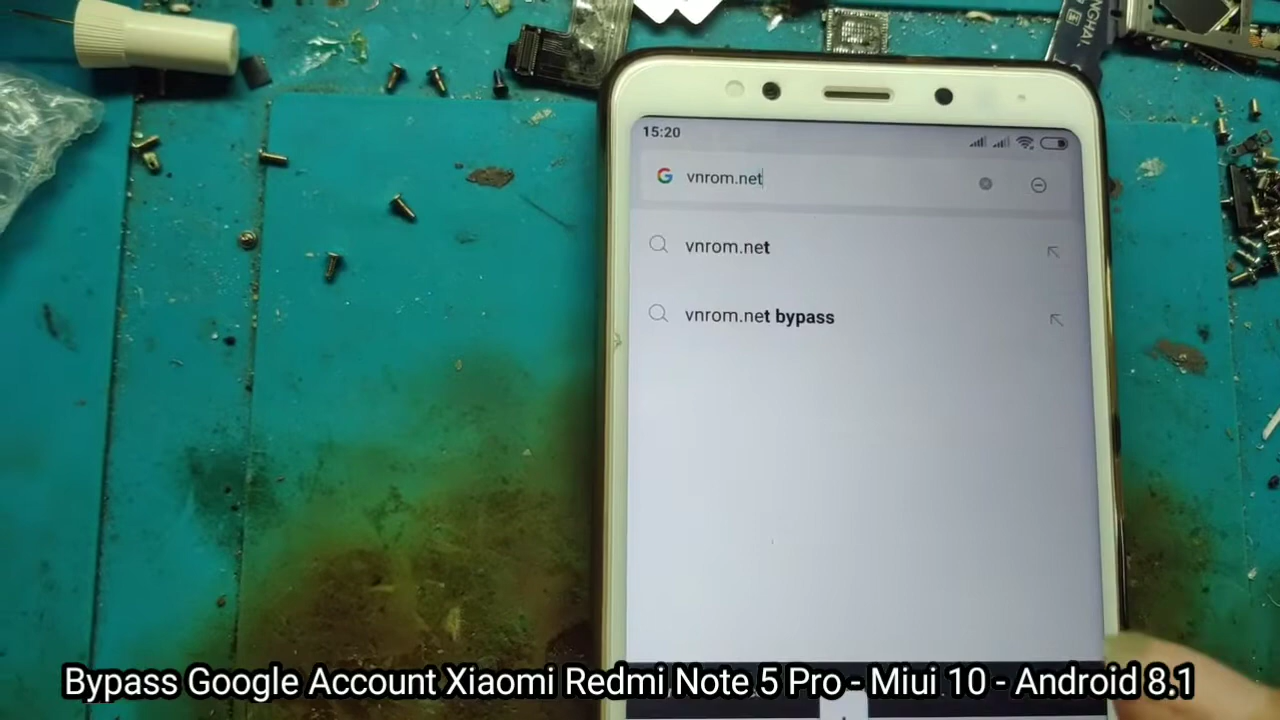 NGHAI.
15:20
vnrom.net
vnrom.net
vnrom.net bypass
Bypass Google Account Xiaomi Redmi Note 5 Pro - Miui 10 - Android 8.1